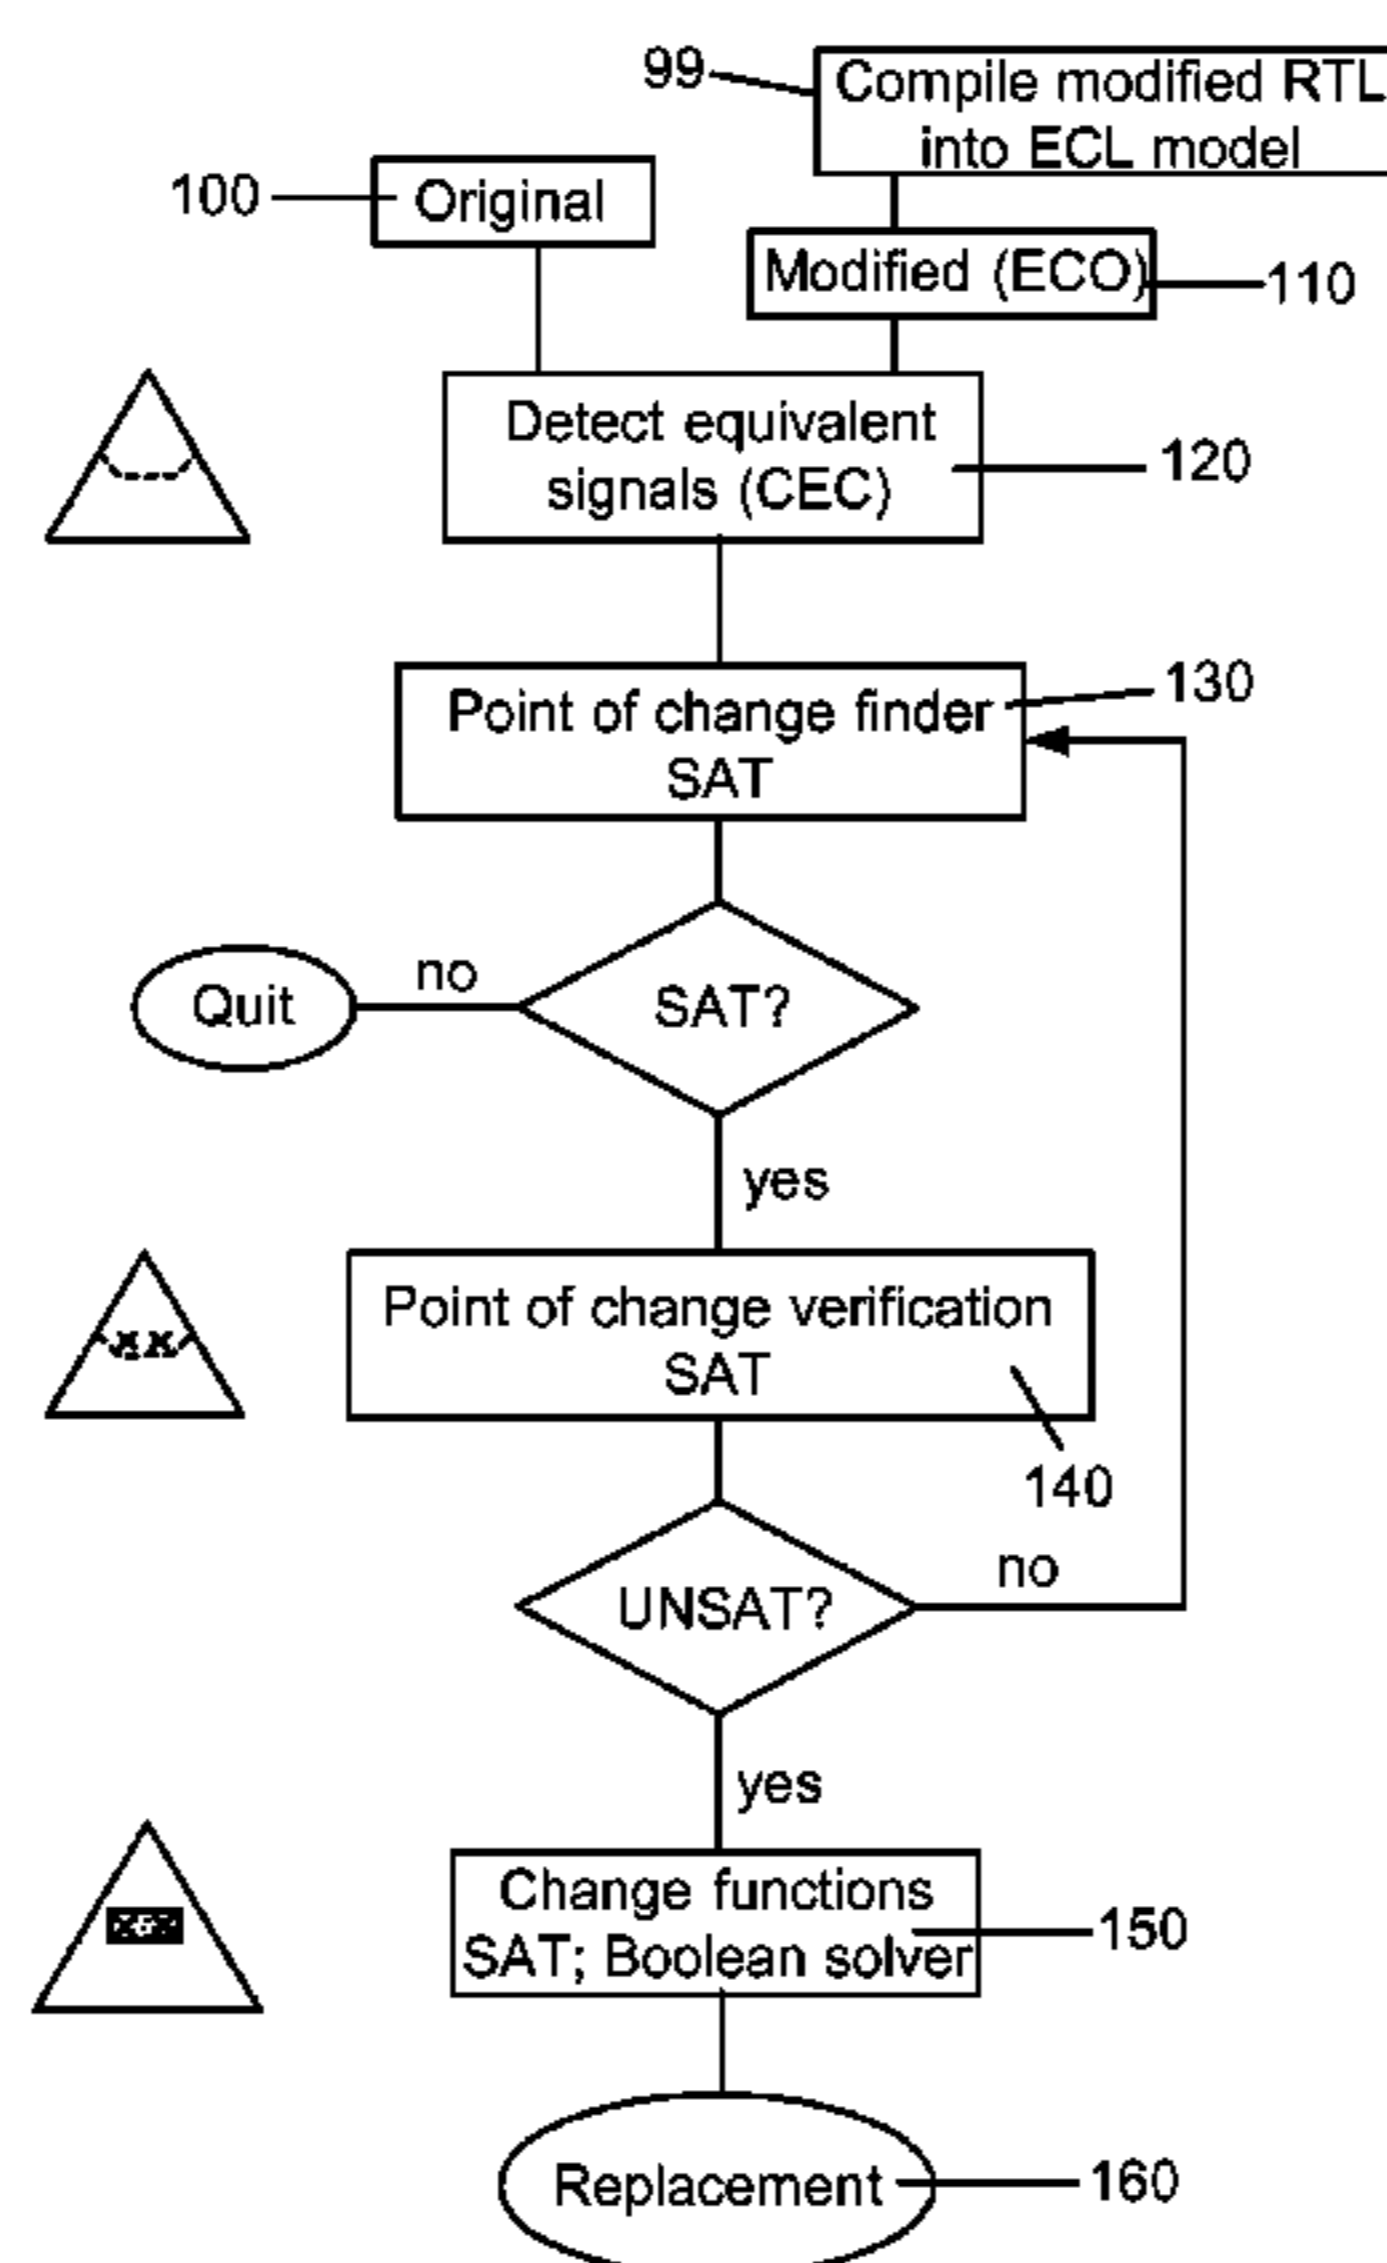 99
Compile modified RTL
into ECL model
100
Original
Modified (ECO)
110
Detect equivalent
signals (CEC)
120
130
Point of change finder
SAT
Quit
no
SAT?
yes
Point of change verification
SAT
140
no
UNSAT?
yes
Change functions
SAT; Boolean solver
150
Replacement
160